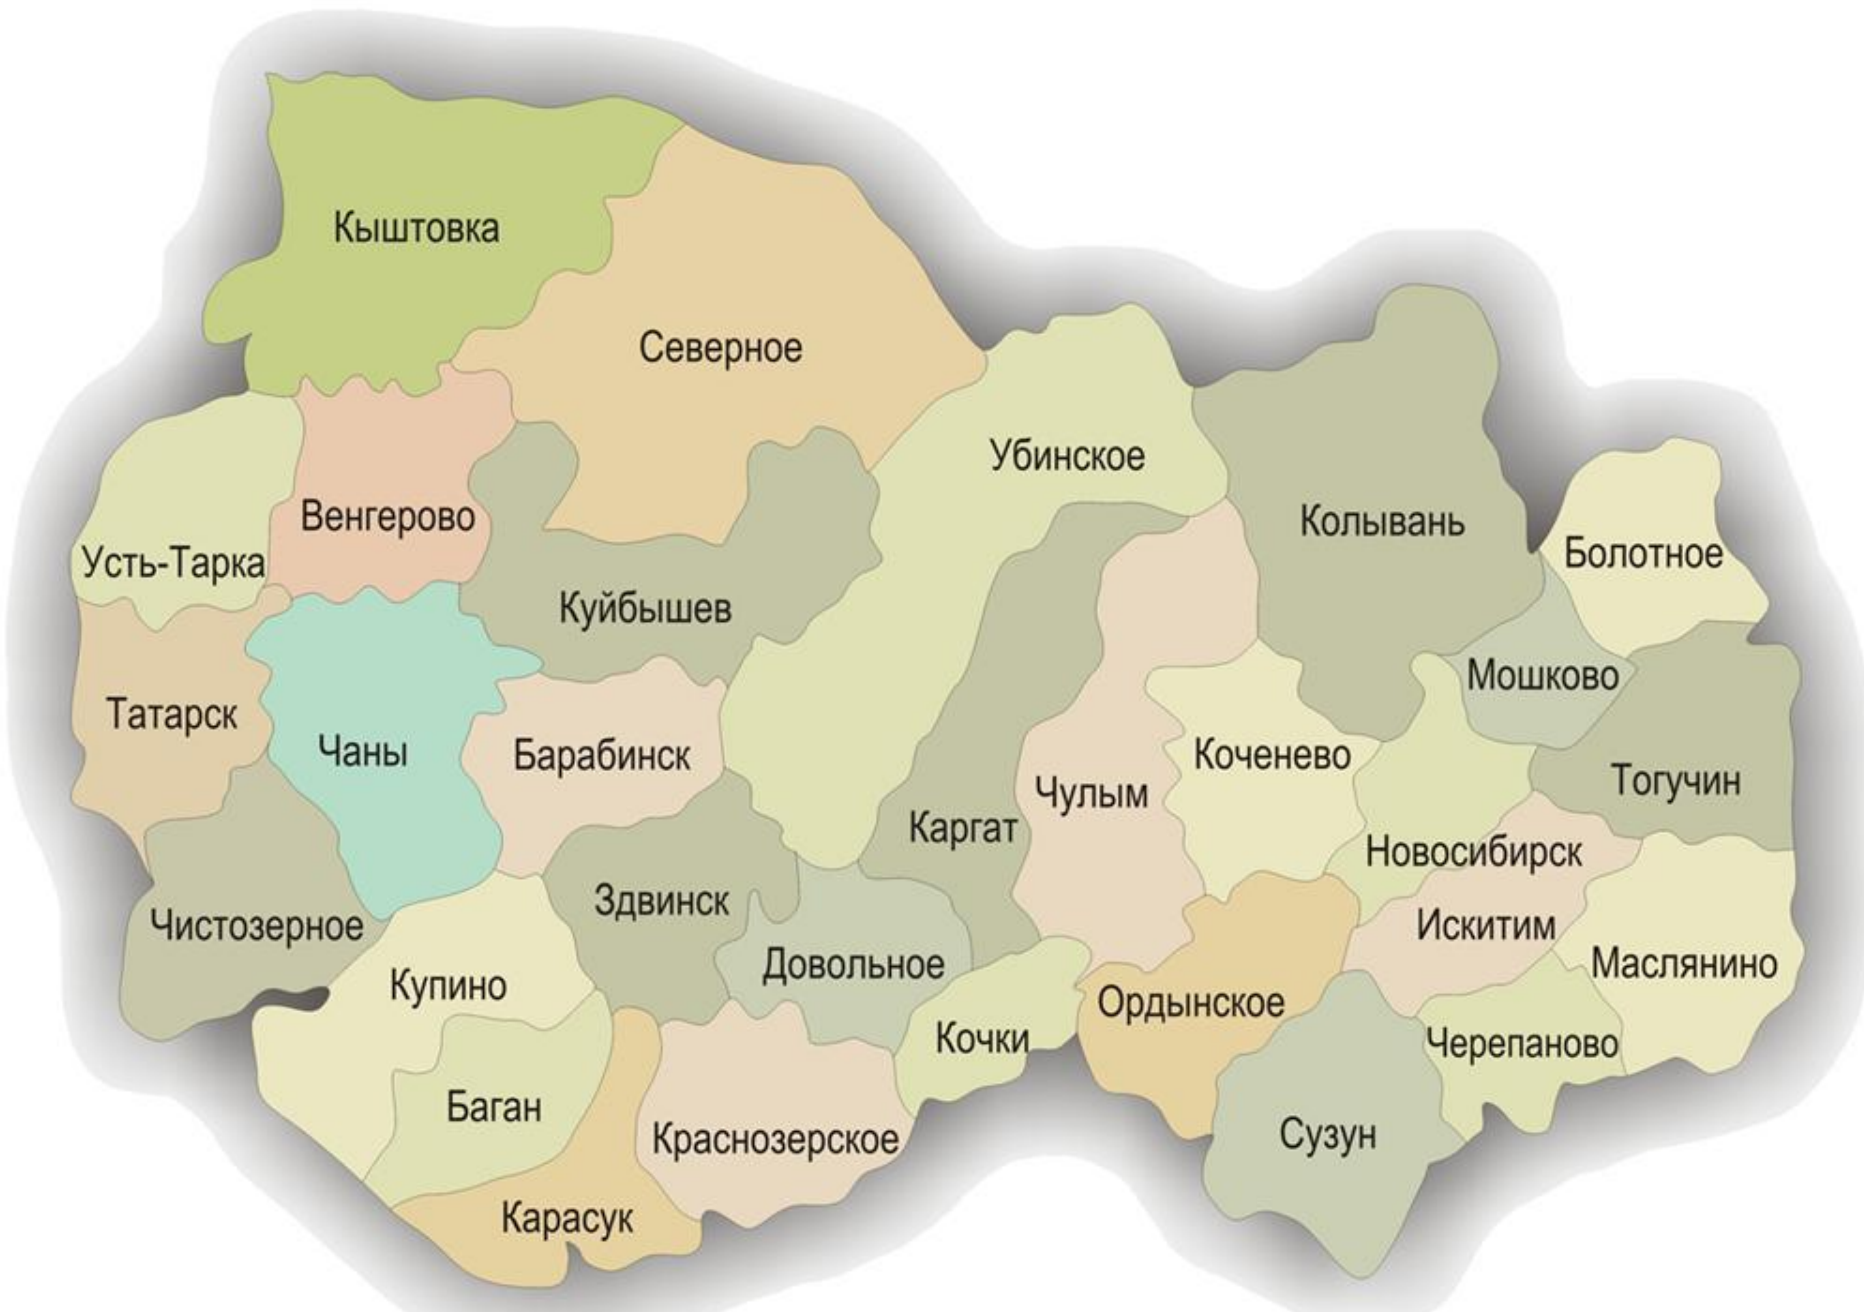 Кыштовка
Северное
Убинское
Венгерово
Колывань
Усть-Тарка
Болотное
Куйбышев
Мошково
Татарск
Чаны
Барабинск
Коченево
Тогучин
Чулым
Каргат
Новосибирск
Здвинск
Чистозерное
Искитим
Довольное
Маслянино
Купино
Ордынское
Кочки
Черепаново
Баган
Сузун
Краснозерское
Карасук